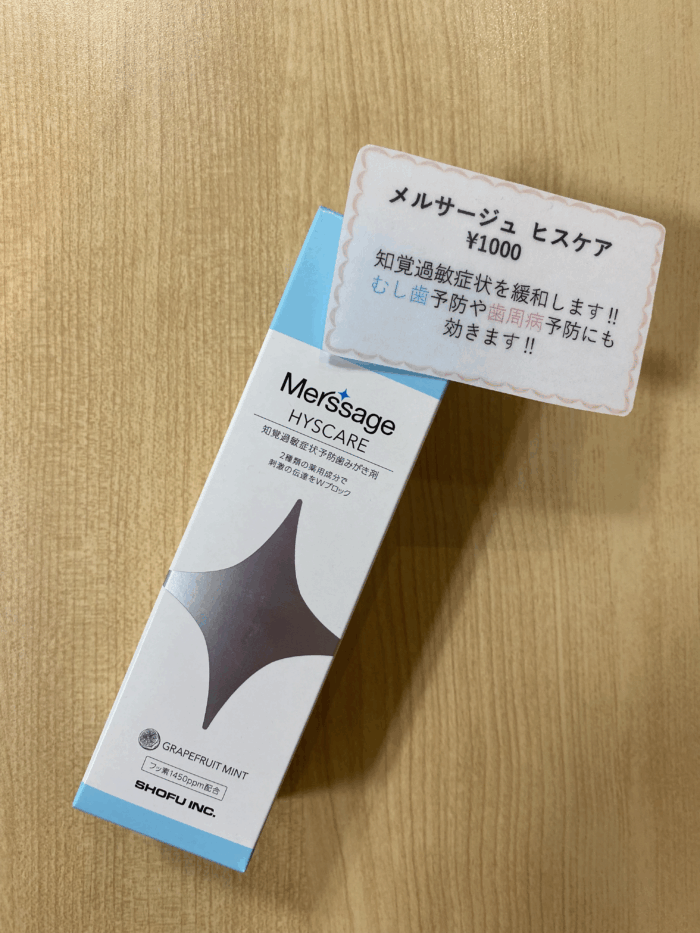 メルサージュ ヒスケア
¥1000
知覚過敏症状を緩和します!!
むし歯予防や歯周病予防にも
効きます!!
Merssage
HYSCARE
知覚過敏症状予防歯みがき剤
2種類の薬用成分で
刺激の伝達をWブロック
GRAPEFRUIT MINT
フッ素1450ppm配合
SHOFU INC.